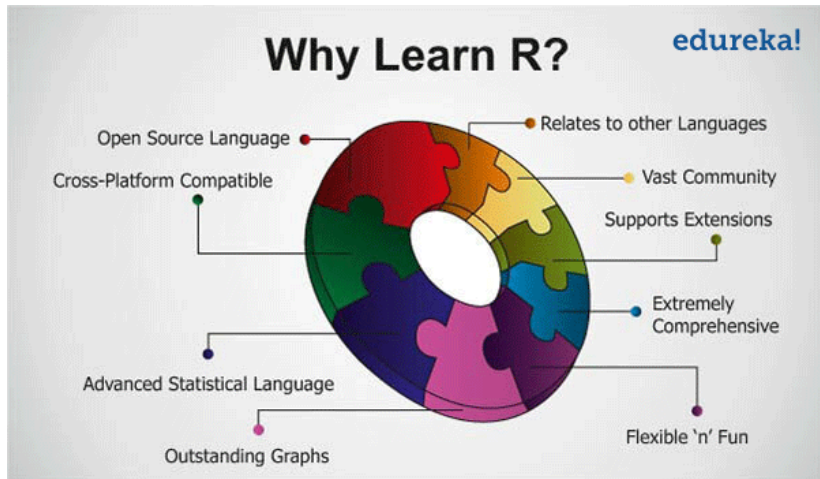 Why Learn R?
edureka!
Open Source Language
Relates to other Languages
Cross-Platform Compatible
Vast Community
Supports Extensions
Extremely
Comprehensive
Advanced Statistical Language
Flexible ‘n’ Fun
Outstanding Graphs